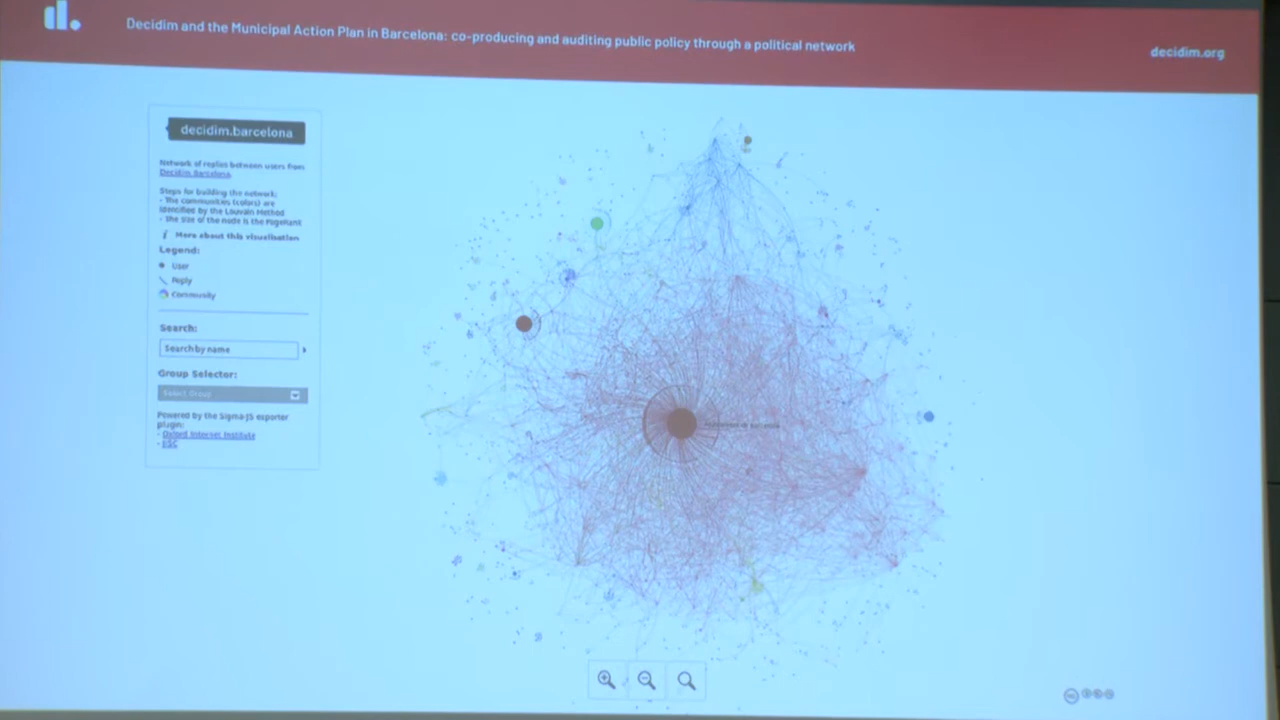 Decidim and the Municipal Action Plan in Barcelona: co-producing and auditing public policy through a political network
decidim.org
decidim.barcelona
Network of replies between users from
Decidim Barcelona.
Steps for building the network:
- The communities (colors) are
identified by the Louvain Method
- The size of the node is the PageRank
i More about this visualisation
Legend:
User
Reply
Community
Search:
Search by name
Group Selector:
Select Group
Powered by the Sigma-JS exporter
plugin:
- Oxford Internet Institute
- JISC